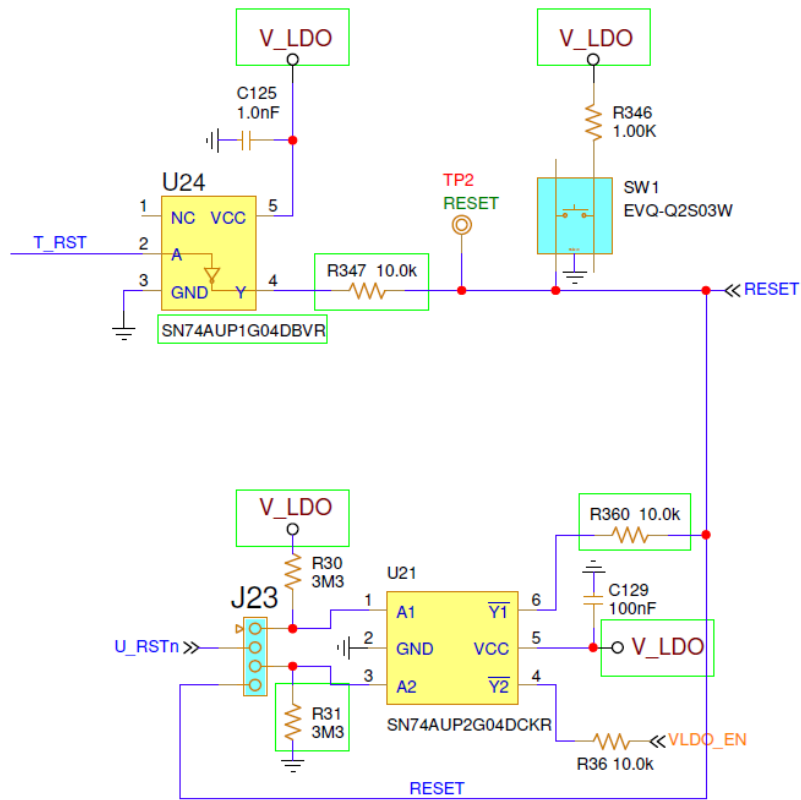 V_LDO
V_LDO
C125
1.0nF
R346
1.00K
U24
TP2
RESET
SW1
EVQ-Q2S03W
1
NC
VCC
5
T_RST
2
A
R347 10.0k
3
GND
Y
4
RESET
SN74AUP1G04DBVR
V_LDO
R360 10.0k
R30
3M3
U21
J23
C129
100nF
1
A1
Y1
6
U_RSTn
2
GND
VCC
5
V_LDO
3
A2
Y2
4
R31
3M3
SN74AUP2G04DCKR
VLDO_EN
R36 10.0k
RESET